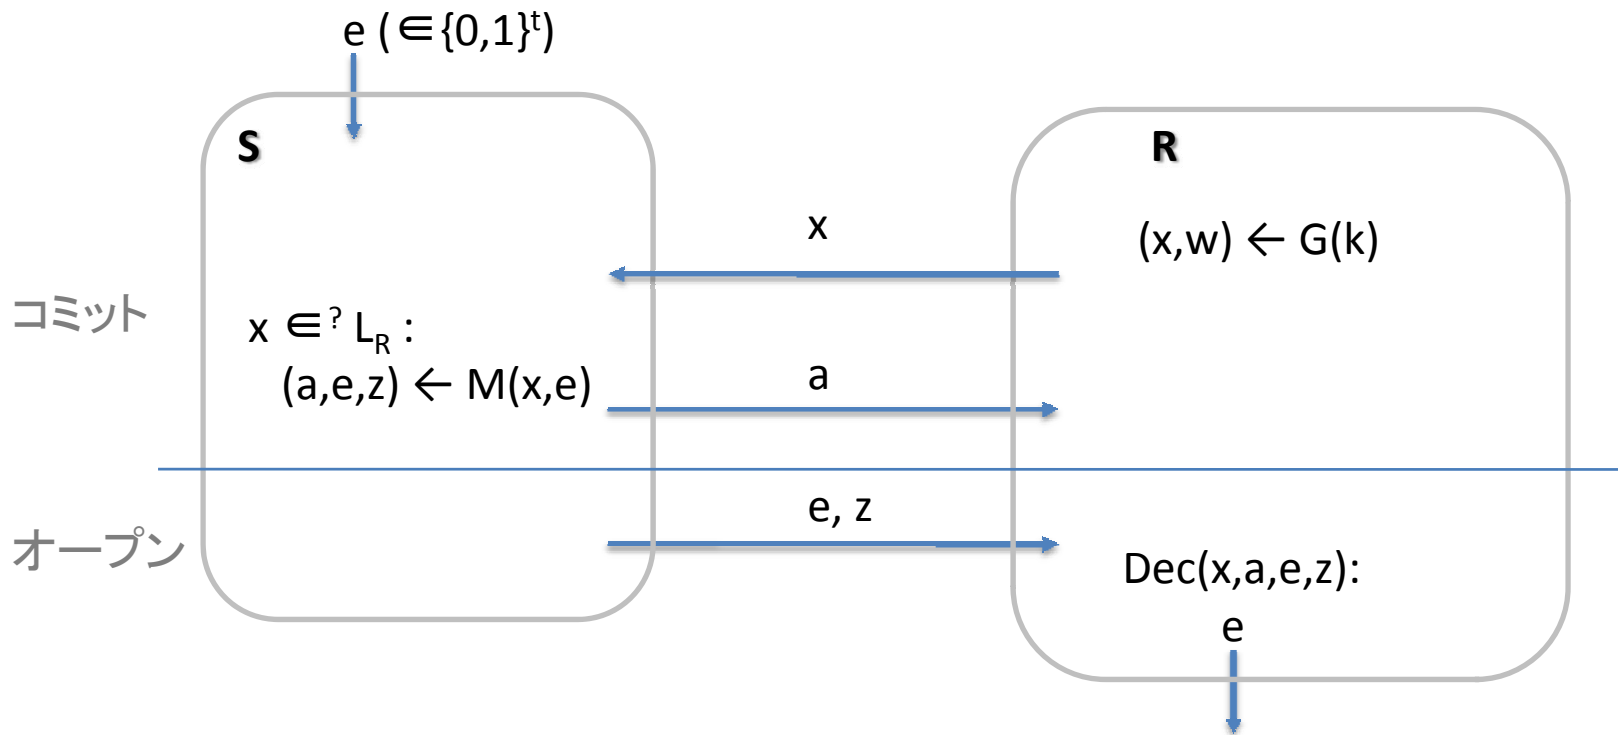 e ( ∈ {0,1}ᵗ)
S
R
x
(x,w) ← G(k)
コミット
x ∈? L_R :
(a,e,z) ← M(x,e)
a
e, z
オープン
Dec(x,a,e,z):
e